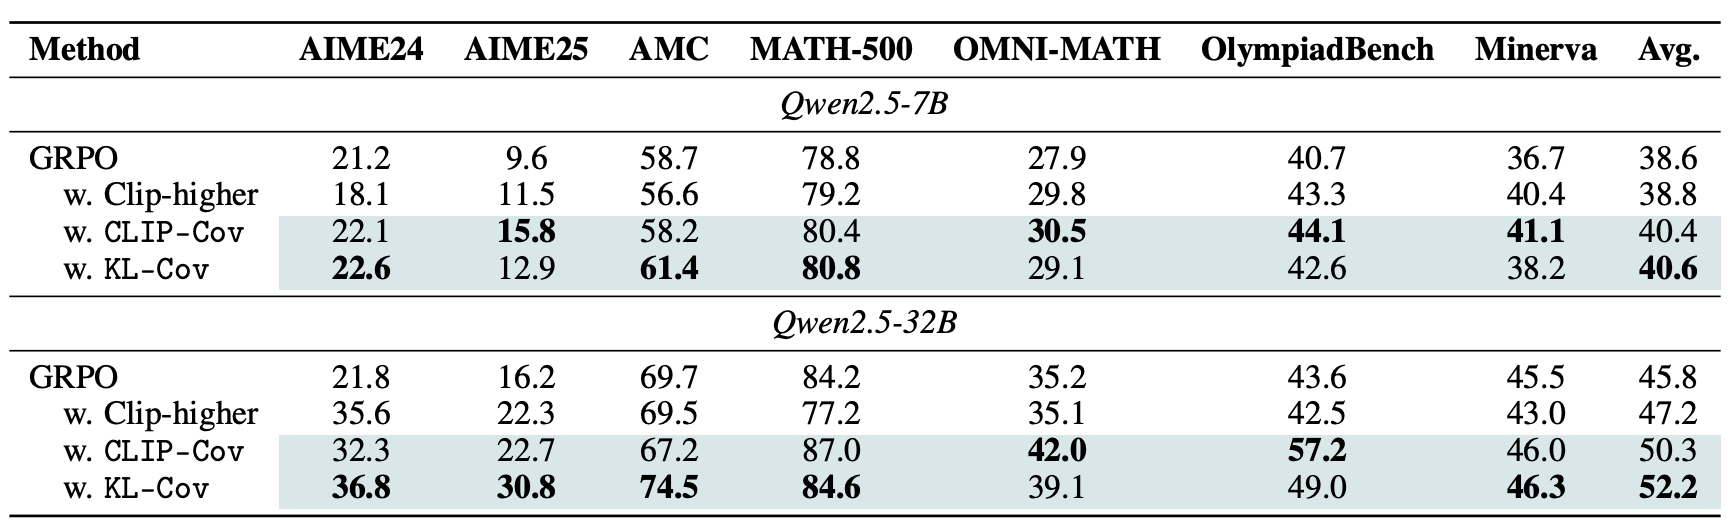 Method AIME24 AIME25 AMC MATH-500 OMNI-MATH OlympiadBench Minerva Avg.
Qwen2.5-7B
GRPO 21.2 9.6 58.7 78.8 27.9 40.7 36.7 38.6
w. Clip-higher 18.1 11.5 56.6 79.2 29.8 43.3 40.4 38.8
w. CLIP-Cov 22.1 15.8 58.2 80.4 30.5 44.1 41.1 40.4
w. KL-Cov 22.6 12.9 61.4 80.8 29.1 42.6 38.2 40.6
Qwen2.5-32B
GRPO 21.8 16.2 69.7 84.2 35.2 43.6 45.5 45.8
w. Clip-higher 35.6 22.3 69.5 77.2 35.1 42.5 43.0 47.2
w. CLIP-Cov 32.3 22.7 67.2 87.0 42.0 57.2 46.0 50.3
w. KL-Cov 36.8 30.8 74.5 84.6 39.1 49.0 46.3 52.2